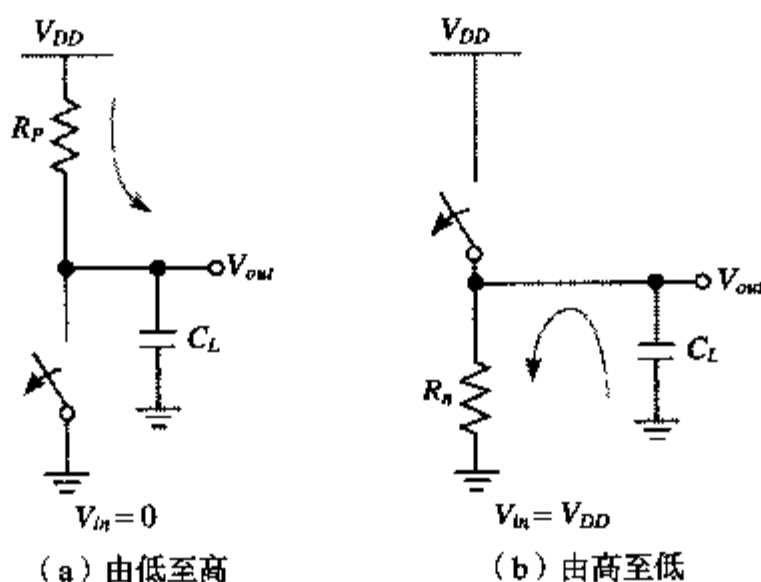 V_DD
R_P
V_out
C_L
V_in = 0
(a) 由低至高
V_DD
V_out
C_L
R_n
V_in = V_DD
(b) 由高至低